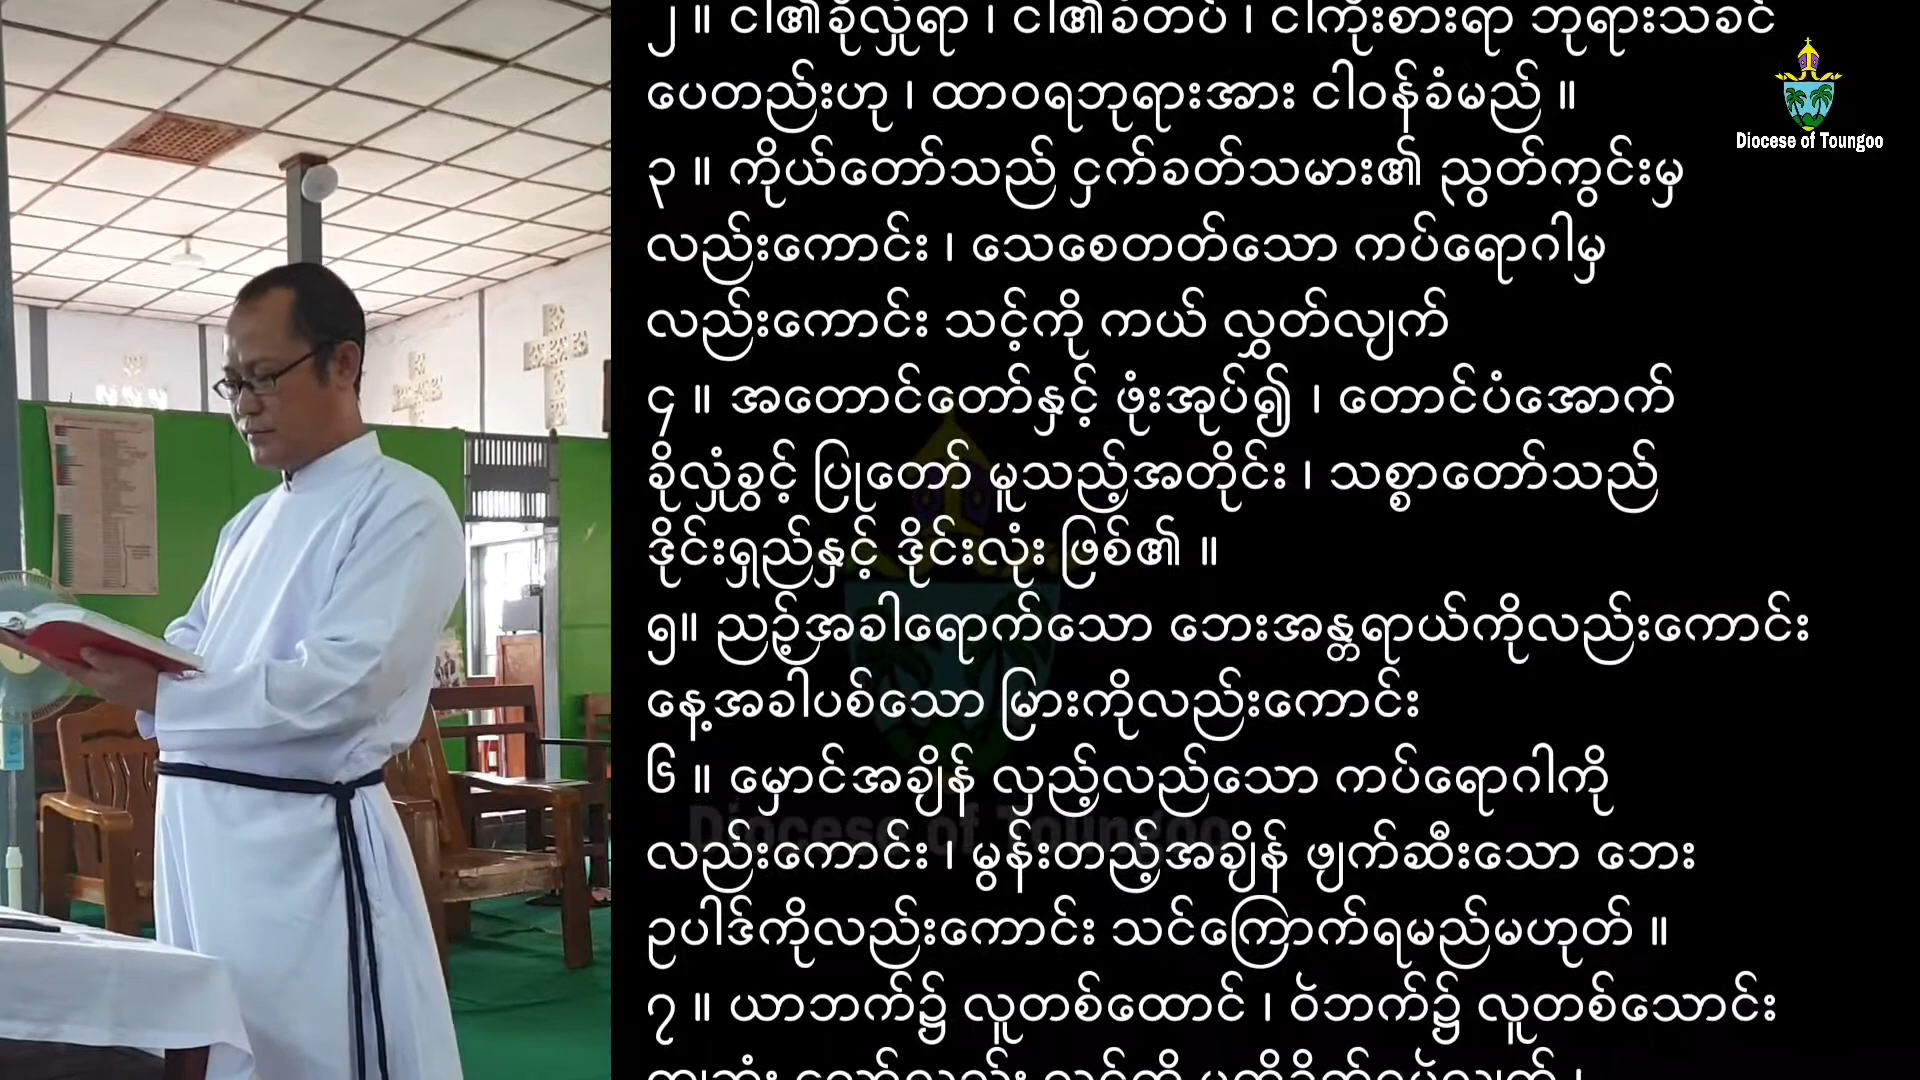 ၂ ။ ငါ၏ခိုလှုံရာ ၊ ငါ၏ခံတပ် ၊ ငါကိုးစားရာ ဘုရားသခင်
ပေတည်းဟု ၊ ထာဝရဘုရားအား ငါဝန်ခံမည် ။
၃ ။ ကိုယ်တော်သည် ငှက်ခတ်သမား၏ ညွတ်ကွင်းမှ
လည်းကောင်း ၊ သေစေတတ်သော ကပ်ရောဂါမှ
လည်းကောင်း သင့်ကို ကယ် လွှတ်လျက်
၄ ။ အတောင်တော်နှင့် ဖုံးအုပ်၍ ၊ တောင်ပံအောက်
ခိုလှုံခွင့် ပြုတော် မူသည့်အတိုင်း ၊ သစ္စာတော်သည်
ဒိုင်းရှည်နှင့် ဒိုင်းလုံး ဖြစ်၏ ။
၅။ ညဉ့်အခါရောက်သော ဘေးအန္တရာယ်ကိုလည်းကောင်း
နေ့အခါပစ်သော မြားကိုလည်းကောင်း
၆ ။ မှောင်အချိန် လှည့်လည်သော ကပ်ရောဂါကို
လည်းကောင်း ၊ မွန်းတည့်အချိန် ဖျက်ဆီးသော ဘေး
ဥပါဒ်ကိုလည်းကောင်း သင်ကြောက်ရမည်မဟုတ် ။
၇ ။ ယာဘက်၌ လူတစ်ထောင် ၊ ဝဲဘက်၌ လူတစ်သောင်း
Diocese of Toungoo
Diocese of Toungoo